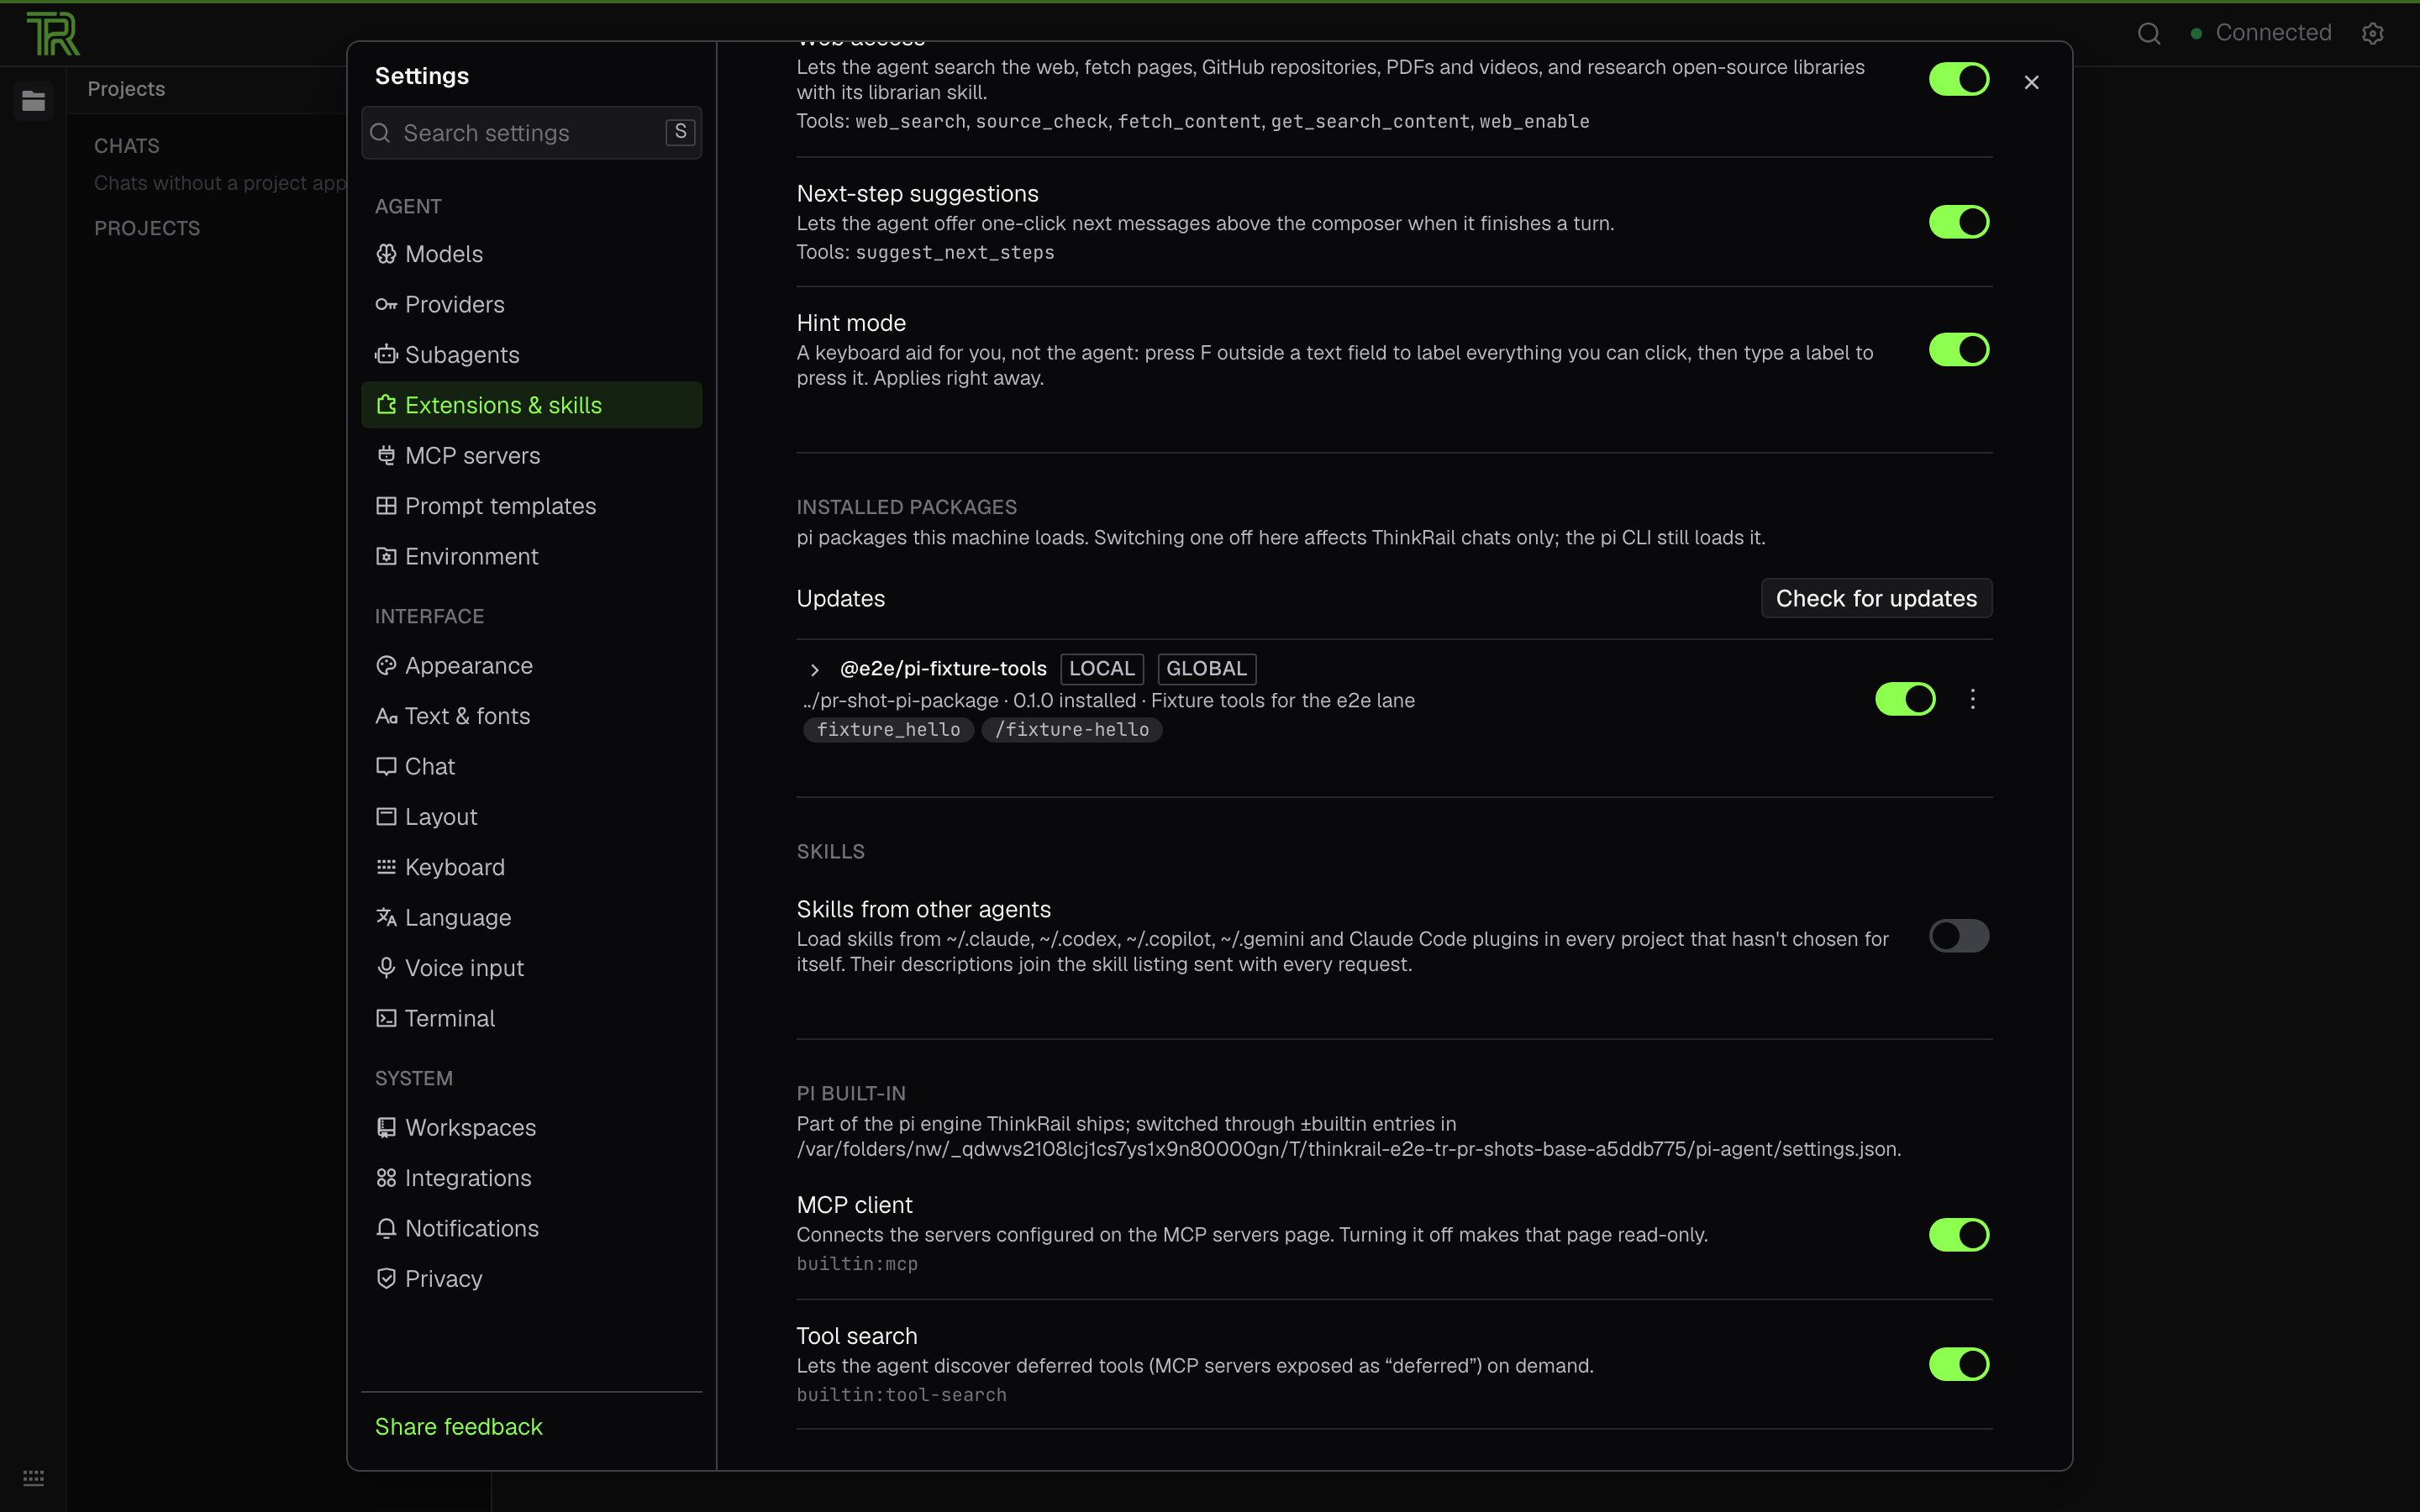 TR
Connected
Projects
CHATS
Chats without a project app
PROJECTS
Settings
Search settings
S
AGENT
Models
Providers
Subagents
Extensions & skills
MCP servers
Prompt templates
Environment
INTERFACE
Appearance
Text & fonts
Chat
Layout
Keyboard
Language
Voice input
Terminal
SYSTEM
Workspaces
Integrations
Notifications
Privacy
Share feedback
Web access
Lets the agent search the web, fetch pages, GitHub repositories, PDFs and videos, and research open-source libraries
with its librarian skill.
Tools: web_search, source_check, fetch_content, get_search_content, web_enable
Next-step suggestions
Lets the agent offer one-click next messages above the composer when it finishes a turn.
Tools: suggest_next_steps
Hint mode
A keyboard aid for you, not the agent: press F outside a text field to label everything you can click, then type a label to
press it. Applies right away.
INSTALLED PACKAGES
pi packages this machine loads. Switching one off here affects ThinkRail chats only; the pi CLI still loads it.
Updates
Check for updates
@e2e/pi-fixture-tools LOCAL GLOBAL
../pr-shot-pi-package · 0.1.0 installed · Fixture tools for the e2e lane
fixture_hello /fixture-hello
SKILLS
Skills from other agents
Load skills from ~/.claude, ~/.codex, ~/.copilot, ~/.gemini and Claude Code plugins in every project that hasn't chosen for
itself. Their descriptions join the skill listing sent with every request.
PI BUILT-IN
Part of the pi engine ThinkRail ships; switched through ±builtin entries in
/var/folders/nw/_qdwvs2108lcj1cs7ys1x9n80000gn/T/thinkrail-e2e-tr-pr-shots-base-a5ddb775/pi-agent/settings.json.
MCP client
Connects the servers configured on the MCP servers page. Turning it off makes that page read-only.
builtin:mcp
Tool search
Lets the agent discover deferred tools (MCP servers exposed as “deferred”) on demand.
builtin:tool-search